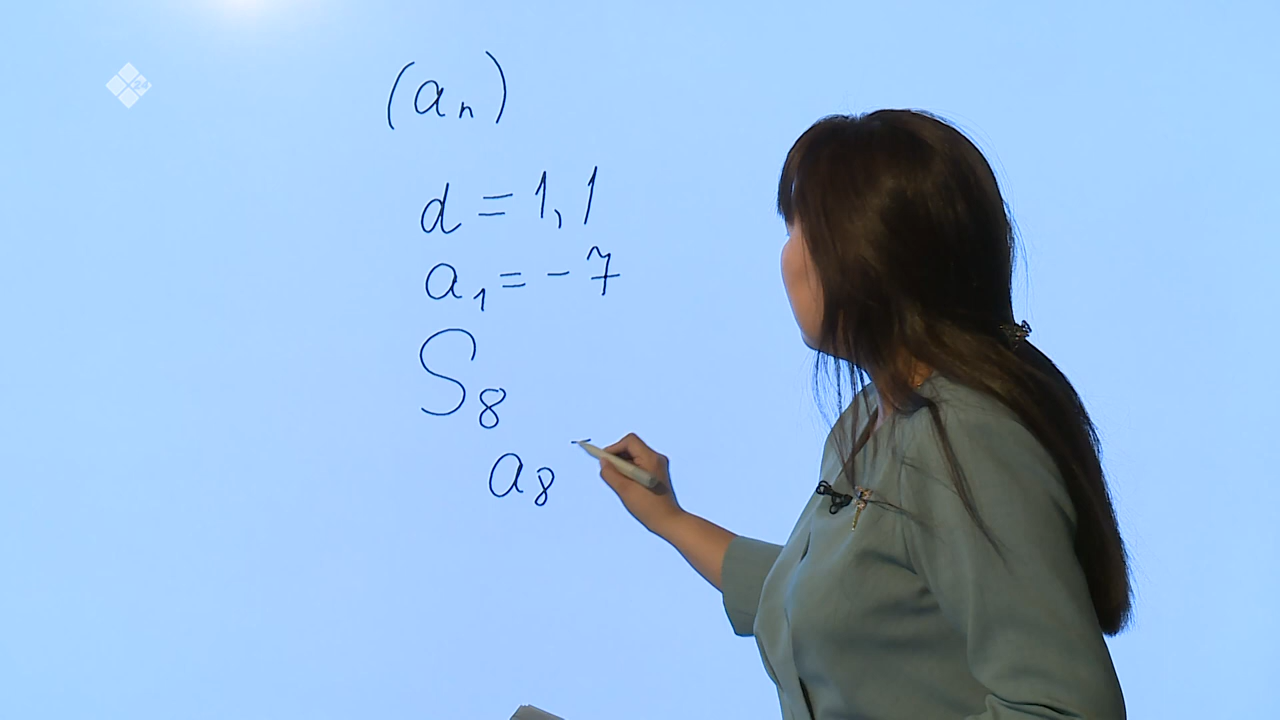 (aₙ)
d = 1,1
a₁ = - 7
S₈
a₈